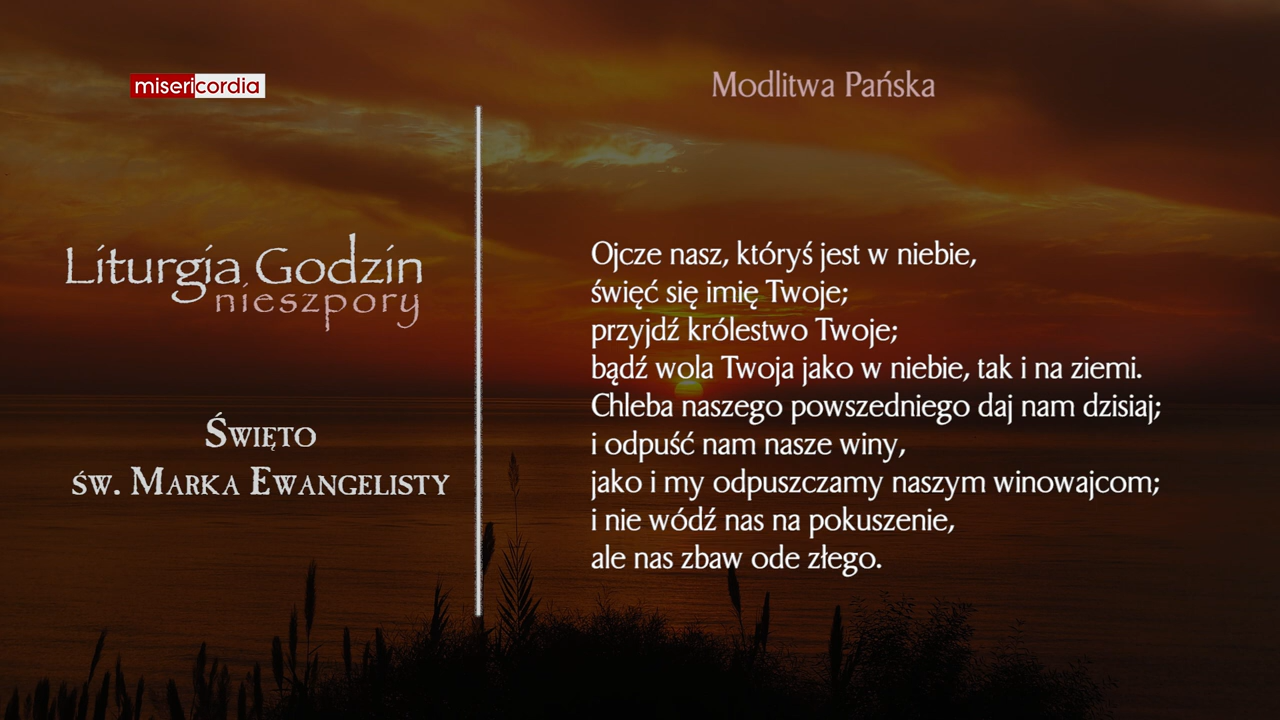 misericordia
Liturgia Godzin
nieszpory
Święto
św. Marka Ewangelisty
Modlitwa Pańska
Ojcze nasz, któryś jest w niebie,
święć się imię Twoje;
przyjdź królestwo Twoje;
bądź wola Twoja jako w niebie, tak i na ziemi.
Chleba naszego powszedniego daj nam dzisiaj;
i odpuść nam nasze winy,
jako i my odpuszczamy naszym winowajcom;
i nie wódź nas na pokuszenie,
ale nas zbaw ode złego.